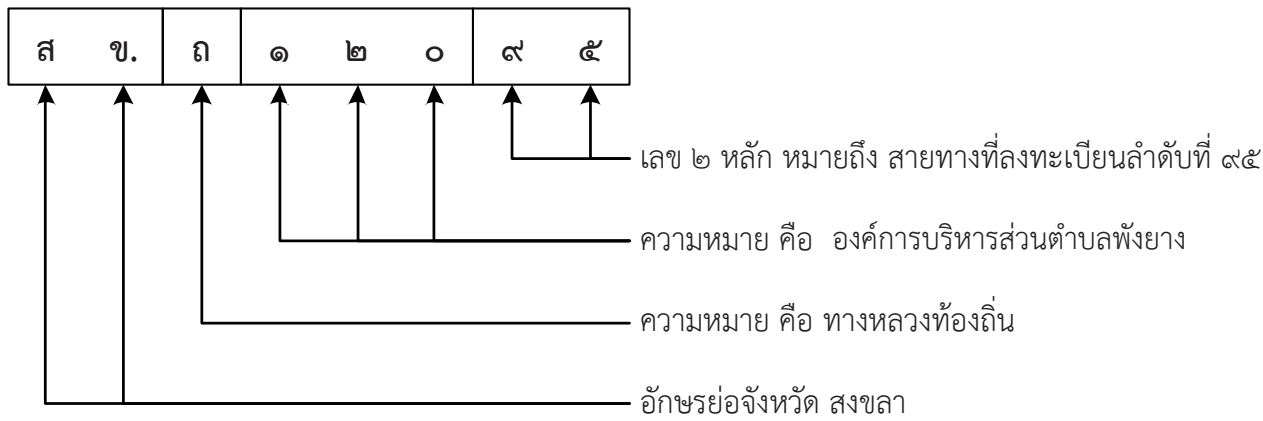 ส ข. ถ ๑ ๒ ๐ ๙ ๕
เลข ๒ หลัก หมายถึง สายทางที่ลงทะเบียนลำดับที่ ๙๕
ความหมาย คือ องค์การบริหารส่วนตำบลพังยาง
ความหมาย คือ ทางหลวงท้องถิ่น
อักษรย่อจังหวัด สงขลา